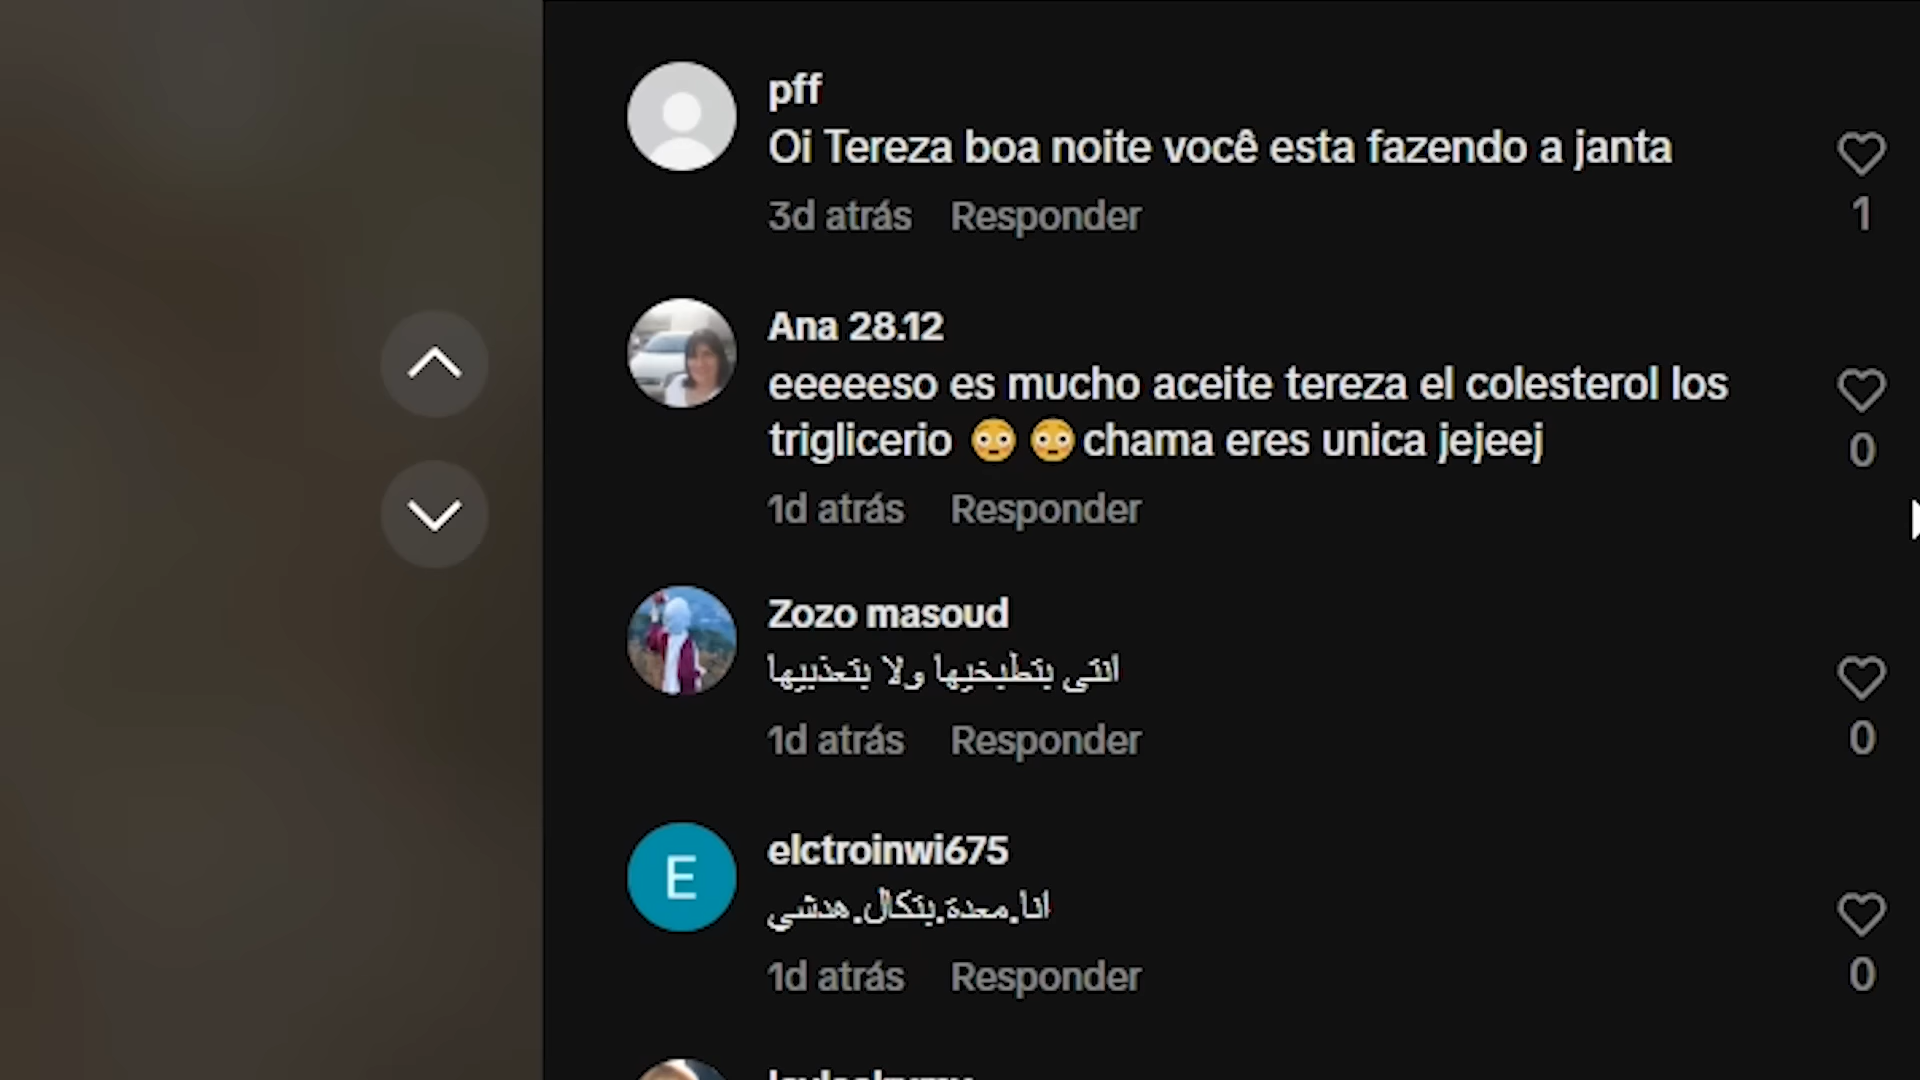 pff
Oi Tereza boa noite você esta fazendo a janta
1
3d atrás Responder
Ana 28.12
eeeeeso es mucho aceite tereza el colesterol los
triglicerio 😳 😳 chama eres unica jejeej
0
1d atrás Responder
Zozo masoud
انتى بتطبخيها ولا بتعذبيها
0
1d atrás Responder
E
elctroinwi675
انا.معدة.بتكال.هدشي
0
1d atrás Responder